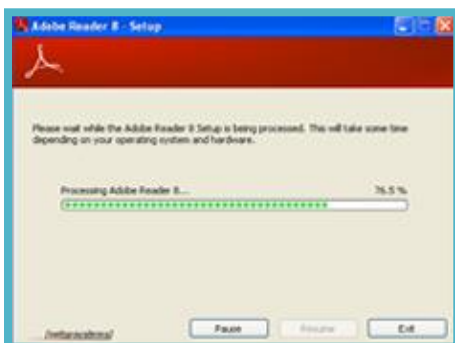 Adobe Reader 8 - Setup
Please wait while the Adobe Reader 8 Setup is being processed. This will take some time
depending on your operating system and hardware.
Processing Adobe Reader 8...
76.5 %
Pause
Resume
Exit